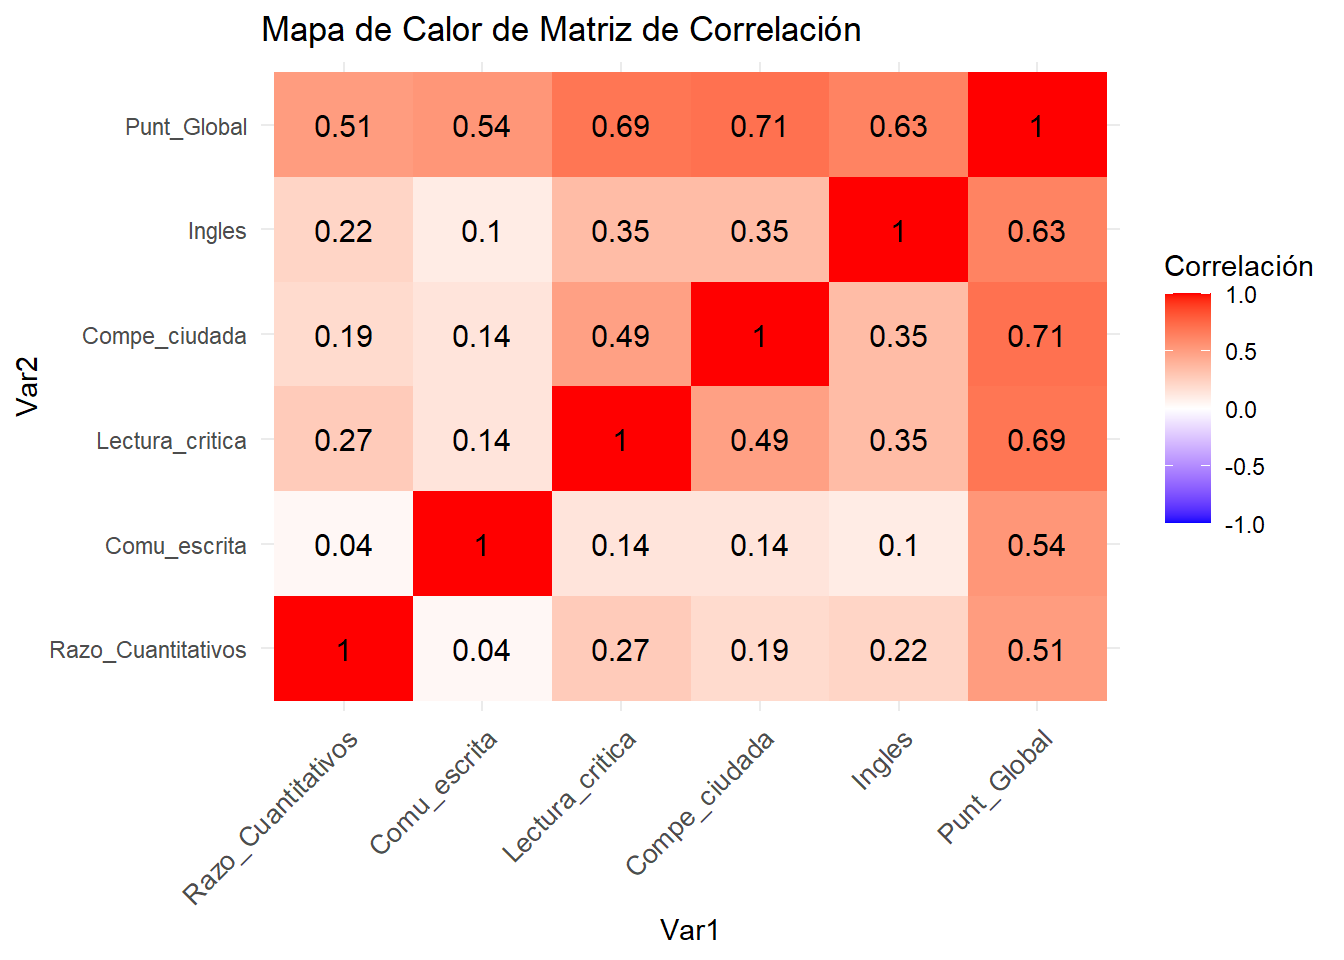 Mapa de Calor de Matriz de Correlación
Punt_Global 0.51 0.54 0.69 0.71 0.63 1
Ingles 0.22 0.1 0.35 0.35 1 0.63
Compe_ciudada 0.19 0.14 0.49 1 0.35 0.71
Lectura_critica 0.27 0.14 1 0.49 0.35 0.69
Comu_escrita 0.04 1 0.14 0.14 0.1 0.54
Razo_Cuantitativos 1 0.04 0.27 0.19 0.22 0.51
Var2
Razo_Cuantitativos Comu_escrita Lectura_critica Compe_ciudada Ingles Punt_Global
Var1
Correlación
1.0
0.5
0.0
-0.5
-1.0